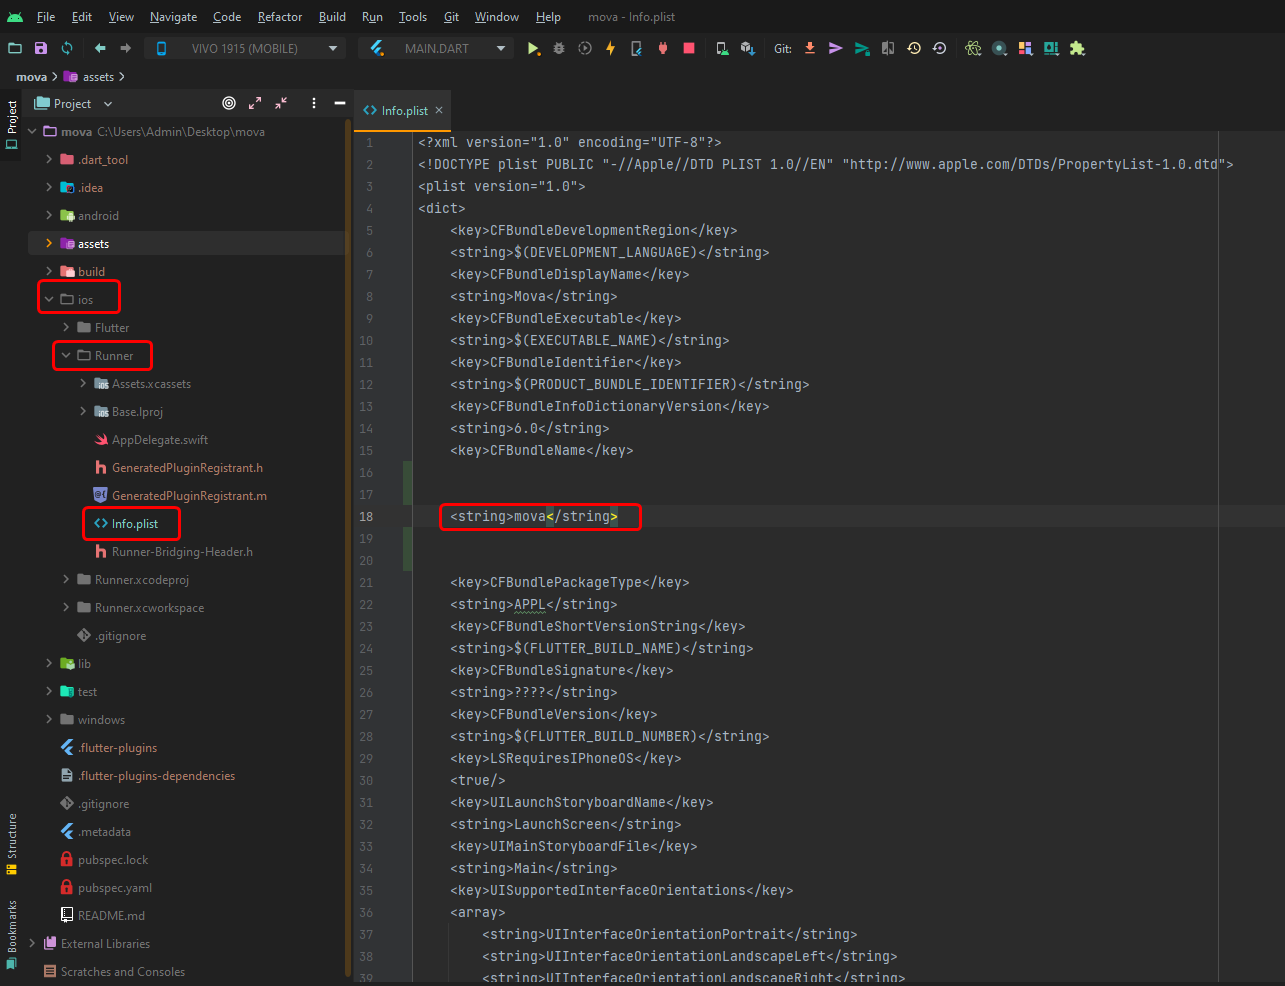 File Edit View Navigate Code Refactor Build Run Tools Git Window Help mova - Info.plist
VIVO 1915 (MOBILE) MAIN.DART Git:
mova assets
Project
Project
Info.plist
mova C:\Users\Admin\Desktop\mova
.dart_tool
.idea
android
assets
build
ios
Flutter
Runner
Assets.xcassets
Base.lproj
AppDelegate.swift
GeneratedPluginRegistrant.h
GeneratedPluginRegistrant.m
Info.plist
Runner-Bridging-Header.h
Runner.xcodeproj
Runner.xcworkspace
.gitignore
lib
test
windows
.flutter-plugins
.flutter-plugins-dependencies
.gitignore
.metadata
pubspec.lock
pubspec.yaml
README.md
External Libraries
Scratches and Consoles
Structure
Bookmarks
1 <?xml version="1.0" encoding="UTF-8"?>
2 <!DOCTYPE plist PUBLIC "-//Apple//DTD PLIST 1.0//EN" "http://www.apple.com/DTDs/PropertyList-1.0.dtd">
3 <plist version="1.0">
4 <dict>
5 <key>CFBundleDevelopmentRegion</key>
6 <string>$(DEVELOPMENT_LANGUAGE)</string>
7 <key>CFBundleDisplayName</key>
8 <string>Mova</string>
9 <key>CFBundleExecutable</key>
10 <string>$(EXECUTABLE_NAME)</string>
11 <key>CFBundleIdentifier</key>
12 <string>$(PRODUCT_BUNDLE_IDENTIFIER)</string>
13 <key>CFBundleInfoDictionaryVersion</key>
14 <string>6.0</string>
15 <key>CFBundleName</key>
16
17
18 <string>mova</string>
19
20
21 <key>CFBundlePackageType</key>
22 <string>APPL</string>
23 <key>CFBundleShortVersionString</key>
24 <string>$(FLUTTER_BUILD_NAME)</string>
25 <key>CFBundleSignature</key>
26 <string>????</string>
27 <key>CFBundleVersion</key>
28 <string>$(FLUTTER_BUILD_NUMBER)</string>
29 <key>LSRequiresIPhoneOS</key>
30 <true/>
31 <key>UILaunchStoryboardName</key>
32 <string>LaunchScreen</string>
33 <key>UIMainStoryboardFile</key>
34 <string>Main</string>
35 <key>UISupportedInterfaceOrientations</key>
36 <array>
37 <string>UIInterfaceOrientationPortrait</string>
38 <string>UIInterfaceOrientationLandscapeLeft</string>
39 <string>UIInterfaceOrientationLandscapeRight</string>